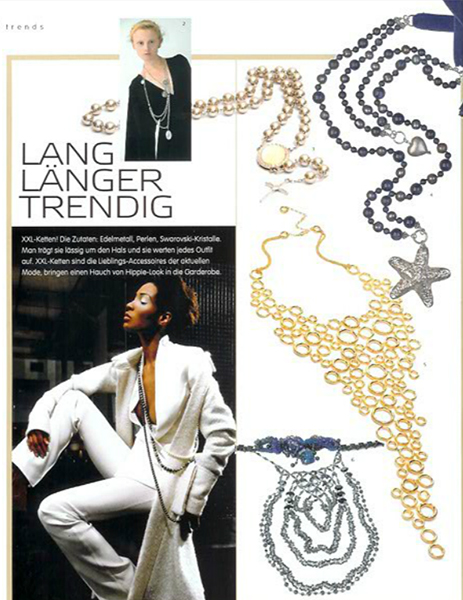 trends
2
LANG
LÄNGER
TRENDIG
XXL-Ketten! Die Zutaten: Edelmetall, Perlen, Swarovski-Kristalle.
Man trägt sie lässig um den Hals und sie werten jedes Outfit
auf. XXL-Ketten sind die Lieblings-Accessoires der aktuellen
Mode, bringen einen Hauch von Hippie-Look in die Garderobe.